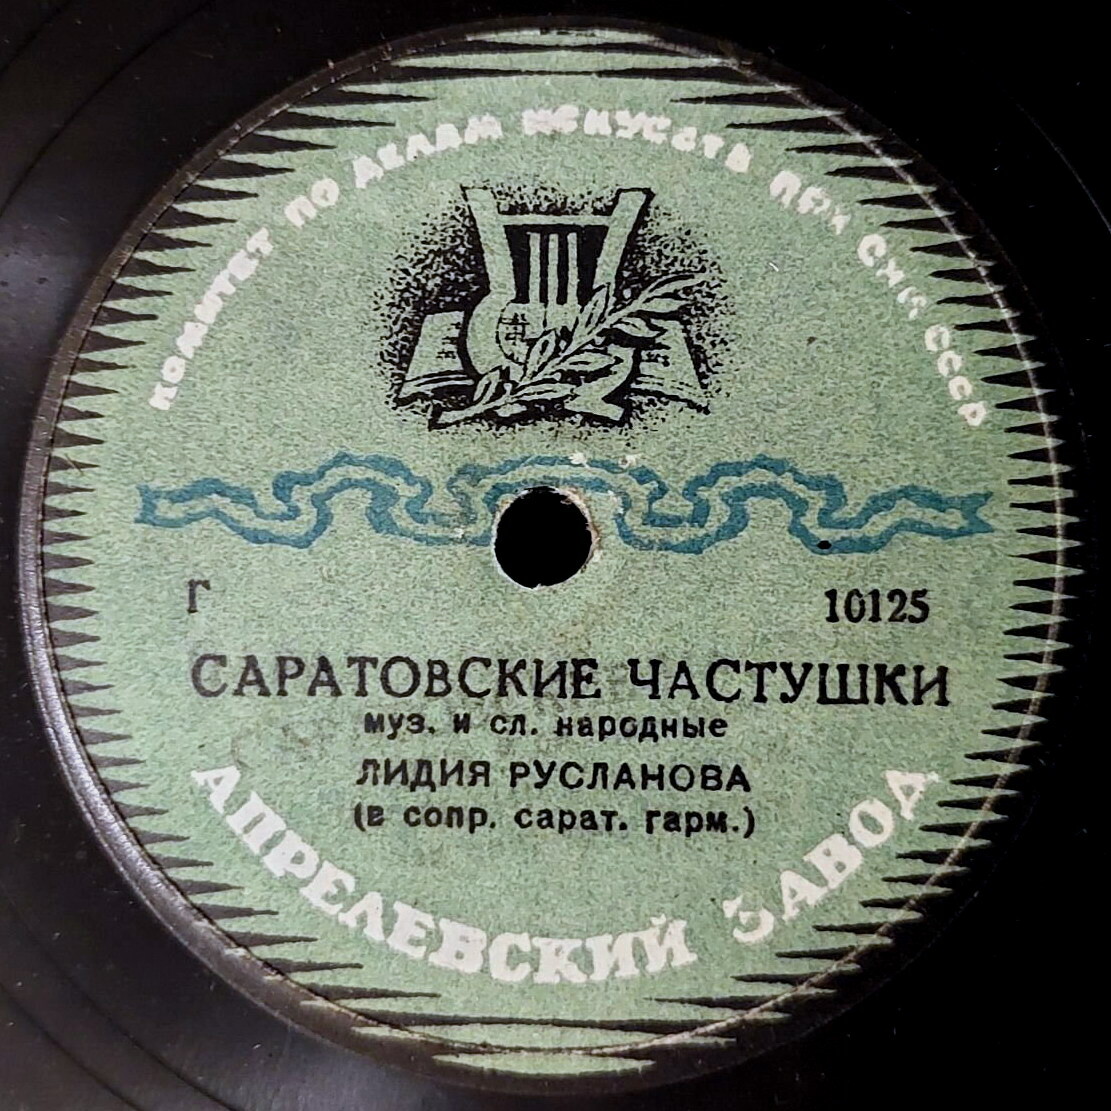 КОМИТЕТ ПО ДЕЛАМ ИСКУССТВ ПРИ СНК СССР
Г
10125
САРАТОВСКИЕ ЧАСТУШКИ
муз. и сл. народные
ЛИДИЯ РУСЛАНОВА
(в сопр. сарат. гарм.)
АПРЕЛЕВСКИЙ ЗАВОД